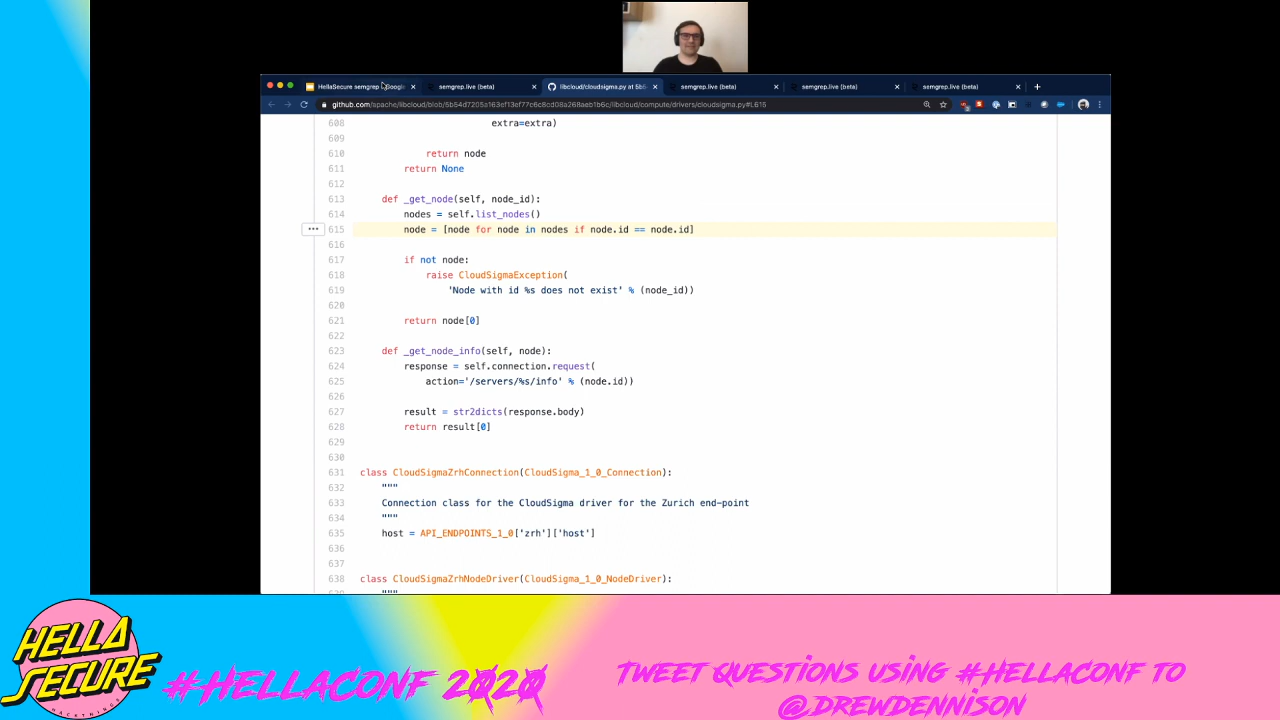 HellaSecure semgrep - Google
semgrep.live (beta)
libcloud/cloudsigma.py at 5b5
semgrep.live (beta)
semgrep.live (beta)
semgrep.live (beta)
github.com/apache/libcloud/blob/5b54d7205a163ef13ef77c6c8cd08a268aeb1b6c/libcloud/compute/drivers/cloudsigma.py#L615
608 extra=extra)
609
610 return node
611 return None
612
613 def _get_node(self, node_id):
614 nodes = self.list_nodes()
615 node = [node for node in nodes if node.id == node.id]
616
617 if not node:
618 raise CloudSigmaException(
619 'Node with id %s does not exist' % (node_id))
620
621 return node[0]
622
623 def _get_node_info(self, node):
624 response = self.connection.request(
625 action='/servers/%s/info' % (node.id))
626
627 result = str2dicts(response.body)
628 return result[0]
629
630
631 class CloudSigmaZrhConnection(CloudSigma_1_0_Connection):
632 """
633 Connection class for the CloudSigma driver for the Zurich end-point
634 """
635 host = API_ENDPOINTS_1_0['zrh']['host']
636
637
638 class CloudSigmaZrhNodeDriver(CloudSigma_1_0_NodeDriver):
639 """
HELLA
SECURE
HACKTHINGS
#HELLACONF 2020
TWEET QUESTIONS USING #HELLACONF TO
@DREWDENNISON